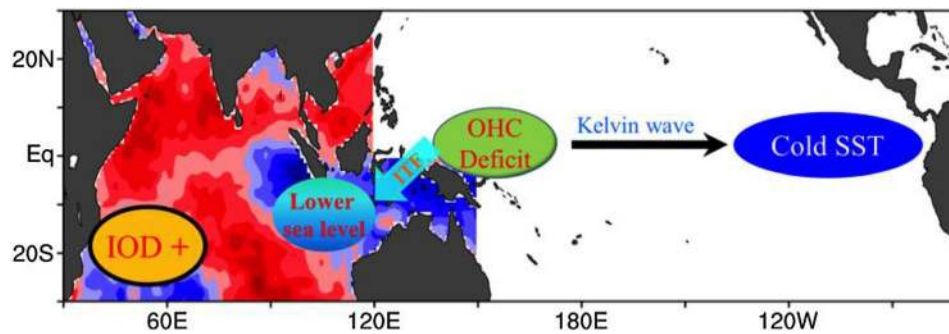 20N
Eq
20S
OHC
Deficit
Kelvin wave
Cold SST
ITF
Lower
sea level
IOD +
60E
120E
180E
120W